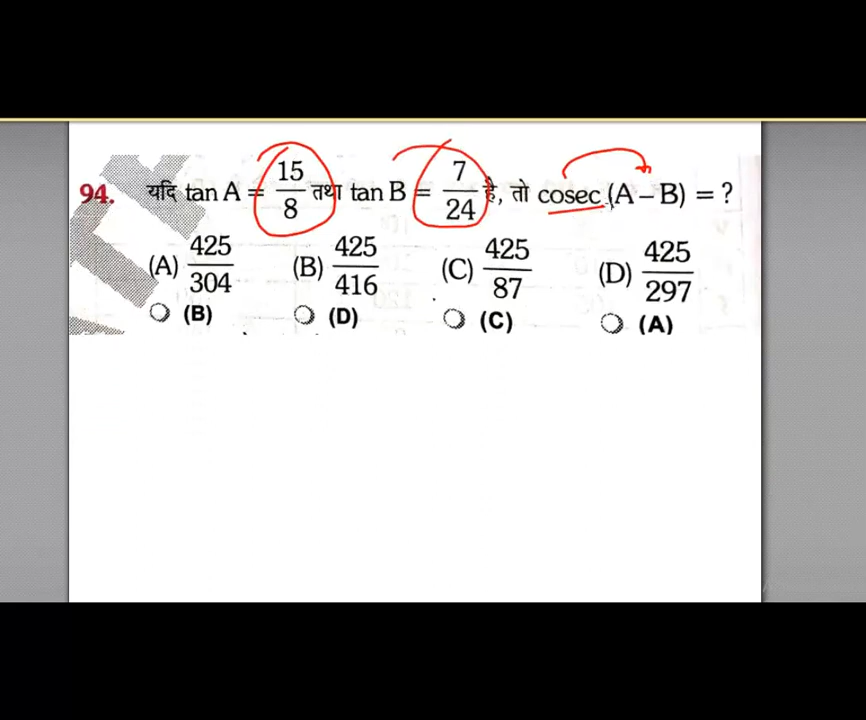 94. यदि tan A = 15/8 तथा tan B = 7/24 है, तो cosec (A – B) = ?
(A) 425/304 (B) 425/416 (C) 425/87 (D) 425/297
(B) (D) (C) (A)